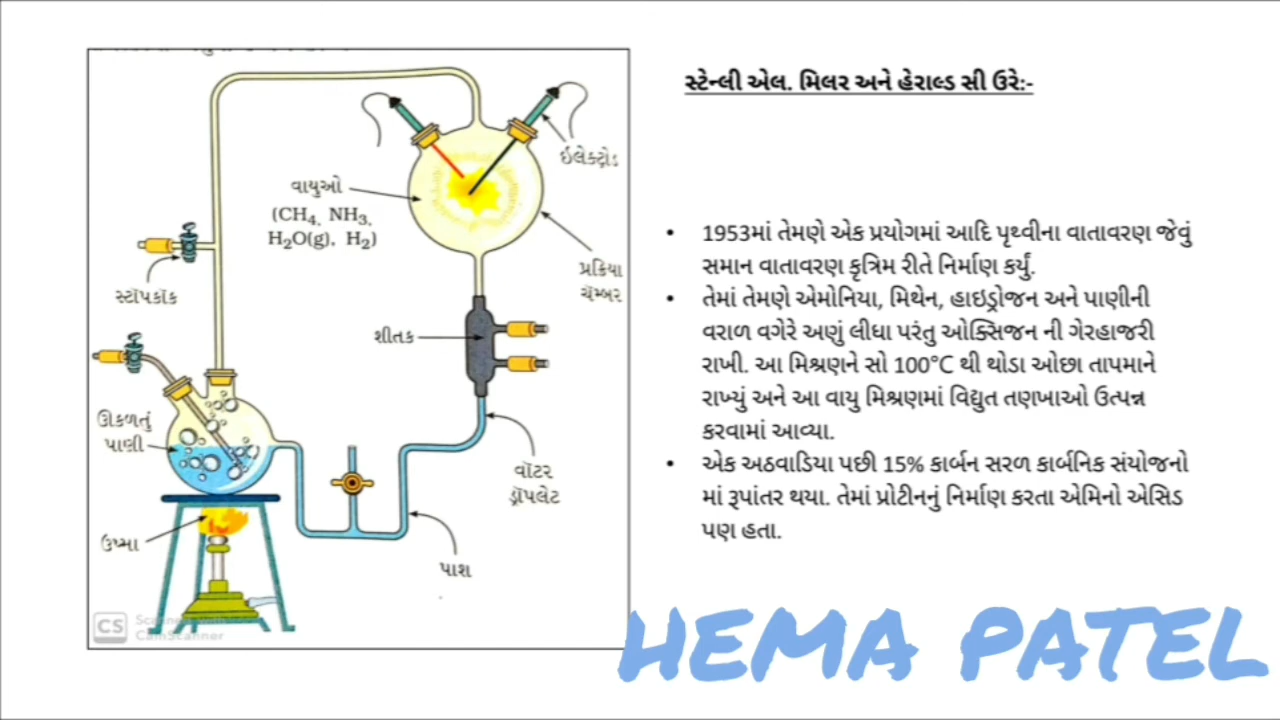 સ્ટેન્લી એલ. મિલર અને હેરાલ્ડ સી ઉરે:-
ઇલેક્ટ્રોડ
વાયુઓ
(CH4, NH3,
H2O(g), H2)
પ્રક્રિયા
ચૅમ્બર
સ્ટૉપકૉક
શીતક
ઊકળતું
પાણી
વૉટર
ડ્રૉપલેટ
ઉષ્મા
પાશ
CS
CamScanner
• 1953માં તેમણે એક પ્રયોગમાં આદિ પૃથ્વીના વાતાવરણ જેવું
સમાન વાતાવરણ કૃત્રિમ રીતે નિર્માણ કર્યું.
• તેમાં તેમણે એમોનિયા, મિથેન, હાઇડ્રોજન અને પાણીની
વરાળ વગેરે અણું લીધા પરંતુ ઓક્સિજન ની ગેરહાજરી
રાખી. આ મિશ્રણને સો 100°C થી થોડા ઓછા તાપમાને
રાખ્યું અને આ વાયુ મિશ્રણમાં વિદ્યુત તણખાઓ ઉત્પન્ન
કરવામાં આવ્યા.
• એક અઠવાડિયા પછી 15% કાર્બન સરળ કાર્બનિક સંયોજનો
માં રૂપાંતર થયા. તેમાં પ્રોટીનનું નિર્માણ કરતા એમિનો એસિડ
પણ હતા.
HEMA PATEL